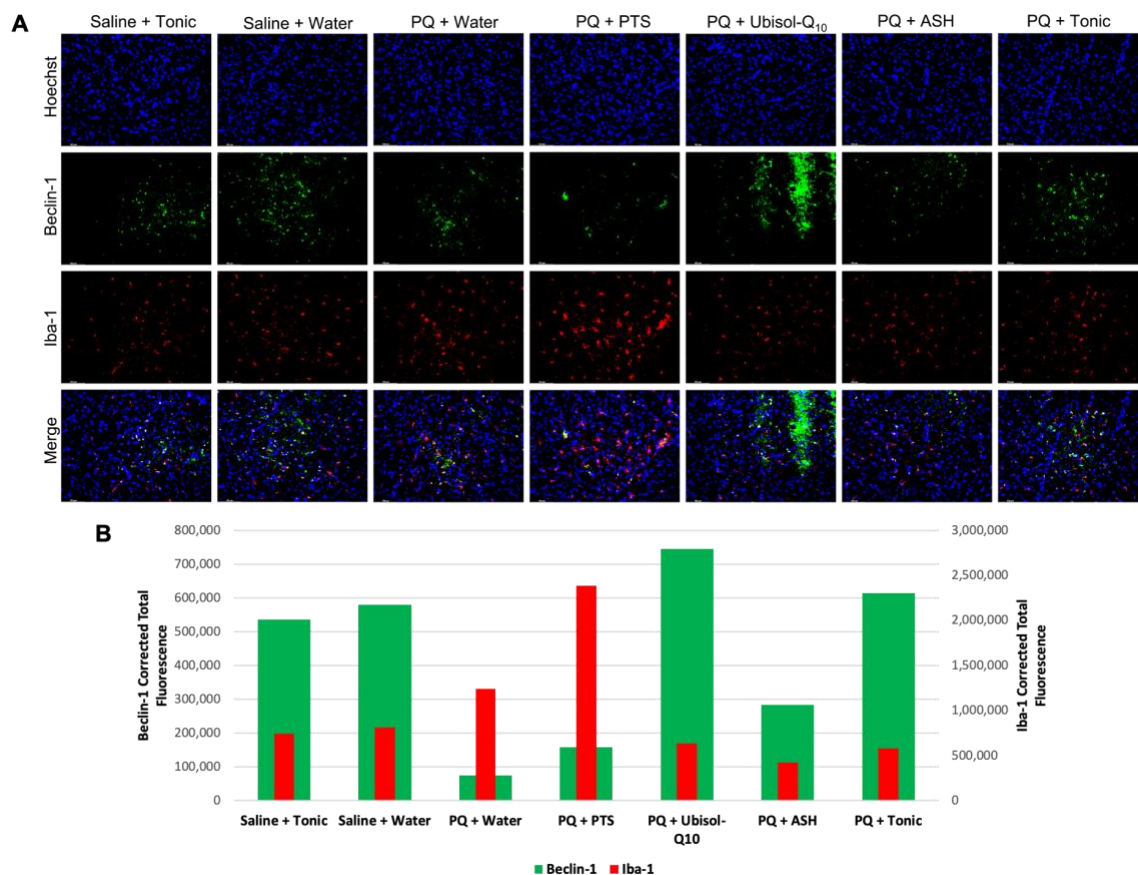 A
Saline + Tonic
Saline + Water
PQ + Water
PQ + PTS
PQ + Ubisol-Q10
PQ + ASH
PQ + Tonic
Hoechst
Beclin-1
Iba-1
Merge
B
Beclin-1 Corrected Total
Fluorescence
800,000
700,000
600,000
500,000
400,000
300,000
200,000
100,000
0
3,000,000
2,500,000
2,000,000
1,500,000
1,000,000
500,000
0
Iba-1 Corrected Total
Fluorescence
Saline + Tonic
Saline + Water
PQ + Water
PQ + PTS
PQ + Ubisol-
Q10
PQ + ASH
PQ + Tonic
Beclin-1
Iba-1